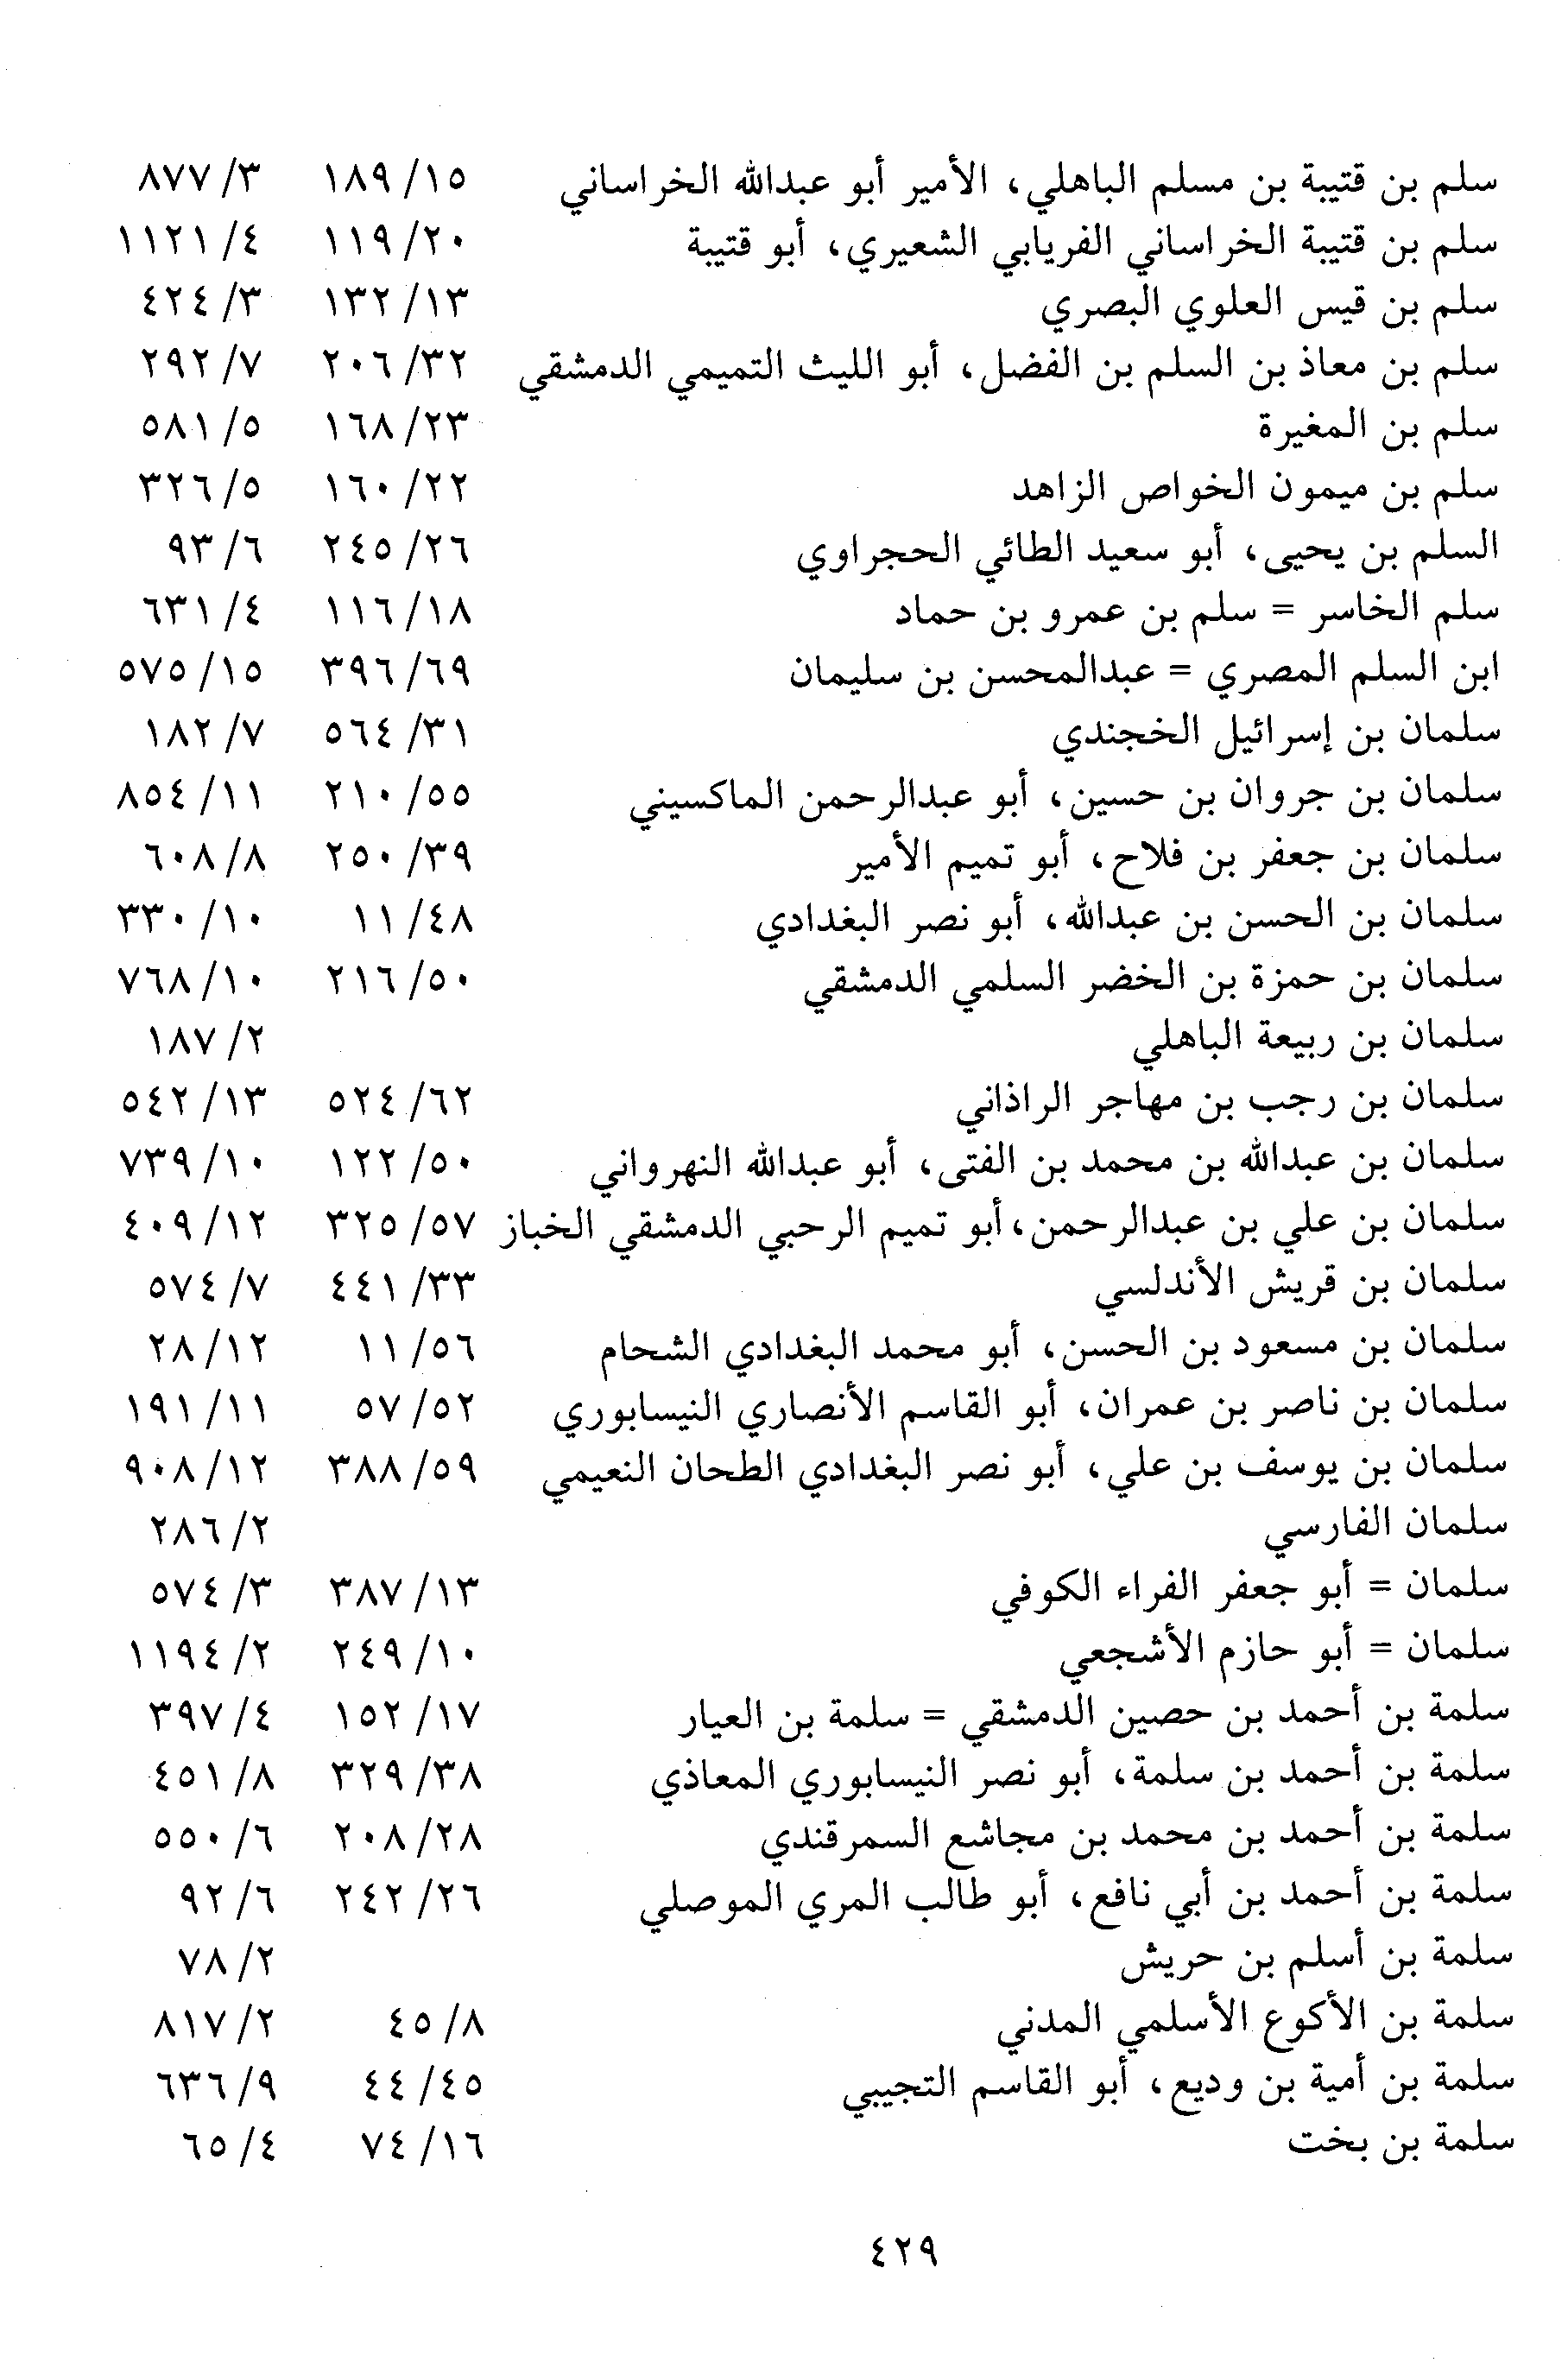 سلم بن قتيبة بن مسلم الباهلي، الأمير أبو عبدالله الخراساني ١٨٩/١٥ ٨٧٧/٣
سلم بن قتيبة الخراساني الفريابي الشعيري، أبو قتيبة ١١٩/٢٠ ١١٢١/٤
سلم بن قيس العلوي البصري ١٣٢/١٣ ٤٢٤/٣
سلم بن معاذ بن السلم بن الفضل، أبو الليث التميمي الدمشقي ٢٠٦/٣٢ ٢٩٢/٧
سلم بن المغيرة ١٦٨/٢٣ ٥٨١/٥
سلم بن ميمون الخواص الزاهد ١٦٠/٢٢ ٣٢٦/٥
السلم بن يحيى، أبو سعيد الطائي الحجراوي ٢٤٥/٢٦ ٩٣/٦
سلم الخاسر = سلم بن عمرو بن حماد ١١٦/١٨ ٦٣١/٤
ابن السلم المصري = عبدالمحسن بن سليمان ٣٩٦/٦٩ ٥٧٥/١٥
سلمان بن إسرائيل الخجندي ٥٦٤/٣١ ١٨٢/٧
سلمان بن جروان بن حسين، أبو عبدالرحمن الماكسيني ٢١٠/٥٥ ٨٥٤/١١
سلمان بن جعفر بن فلاح، أبو تميم الأمير ٢٥٠/٣٩ ٦٠٨/٨
سلمان بن الحسن بن عبدالله، أبو نصر البغدادي ١١/٤٨ ٣٣٠/١٠
سلمان بن حمزة بن الخضر السلمي الدمشقي ٢١٦/٥٠ ٧٦٨/١٠
سلمان بن ربيعة الباهلي ١٨٧/٢
سلمان بن رجب بن مهاجر الراذاني ٥٢٤/٦٢ ٥٤٢/١٣
سلمان بن عبدالله بن محمد بن الفتى، أبو عبدالله النهرواني ١٢٢/٥٠ ٧٣٩/١٠
سلمان بن علي بن عبدالرحمن، أبو تميم الرحبي الدمشقي الخباز ٣٢٥/٥٧ ٤٠٩/١٢
سلمان بن قريش الأندلسي ٤٤١/٣٣ ٥٧٤/٧
سلمان بن مسعود بن الحسن، أبو محمد البغدادي الشحام ١١/٥٦ ٢٨/١٢
سلمان بن ناصر بن عمران، أبو القاسم الأنصاري النيسابوري ٥٧/٥٢ ١٩١/١١
سلمان بن يوسف بن علي، أبو نصر البغدادي الطحان النعيمي ٣٨٨/٥٩ ٩٠٨/١٢
سلمان الفارسي ٢٨٦/٢
سلمان = أبو جعفر الفراء الكوفي ٣٨٧/١٣ ٥٧٤/٣
سلمان = أبو حازم الأشجعي ٢٤٩/١٠ ١١٩٤/٢
سلمة بن أحمد بن حصين الدمشقي = سلمة بن العيار ١٥٢/١٧ ٣٩٧/٤
سلمة بن أحمد بن سلمة، أبو نصر النيسابوري المعاذي ٣٢٩/٣٨ ٤٥١/٨
سلمة بن أحمد بن محمد بن مجاشع السمرقندي ٢٠٨/٢٨ ٥٥٠/٦
سلمة بن أحمد بن أبي نافع، أبو طالب المري الموصلي ٢٤٢/٢٦ ٩٢/٦
سلمة بن أسلم بن حريش ٧٨/٢
سلمة بن الأكوع الأسلمي المدني ٤٥/٨ ٨١٧/٢
سلمة بن أمية بن وديع، أبو القاسم التجيبي ٤٤/٤٥ ٦٣٦/٩
سلمة بن بخت ٧٤/١٦ ٦٥/٤
٤٢٩